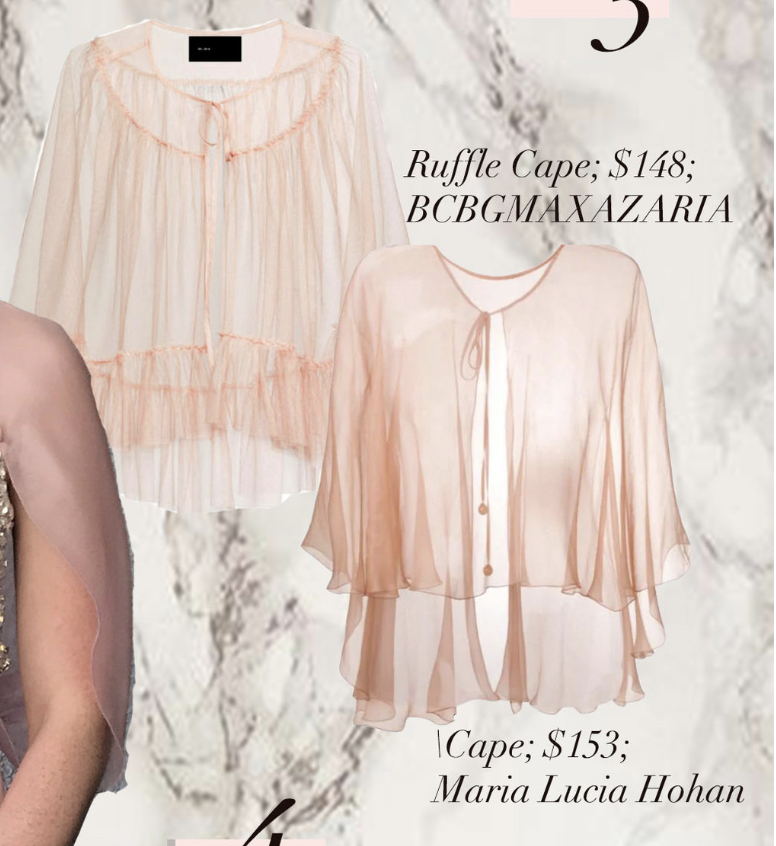 3
Ruffle Cape; $148;
BCBGMAXAZARIA
\Cape; $153;
Maria Lucia Hohan
4